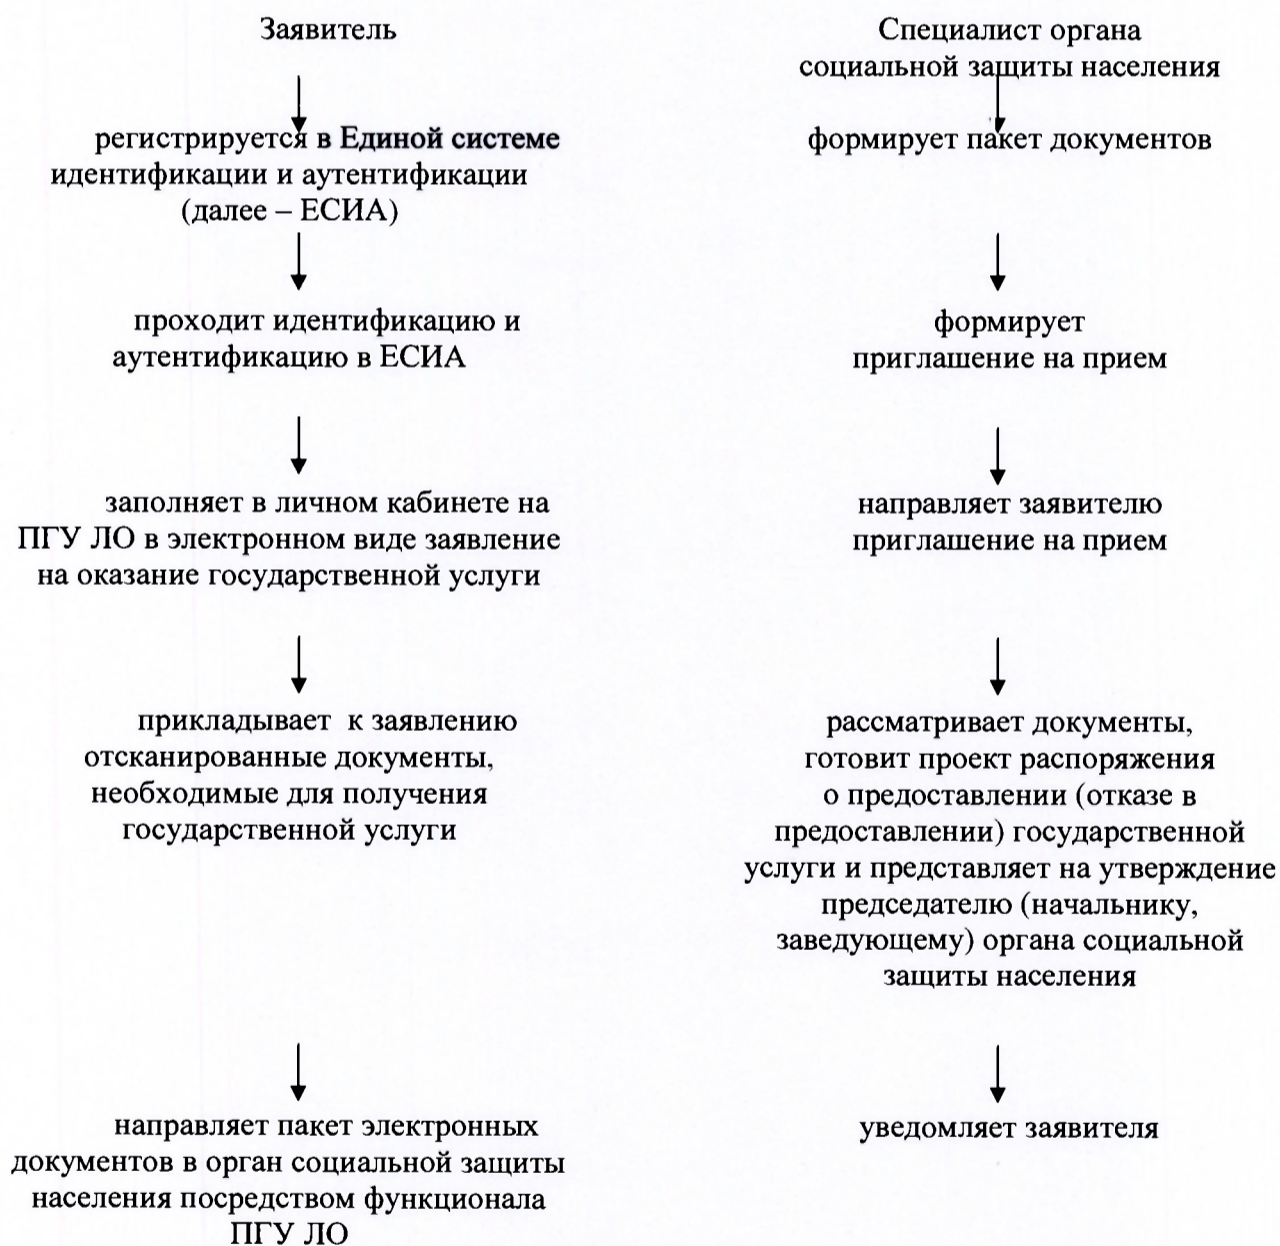 Заявитель
регистрируется в Единой системе
идентификации и аутентификации
(далее – ЕСИА)
проходит идентификацию и
аутентификацию в ЕСИА
заполняет в личном кабинете на
ПГУ ЛО в электронном виде заявление
на оказание государственной услуги
прикладывает к заявлению
отсканированные документы,
необходимые для получения
государственной услуги
направляет пакет электронных
документов в орган социальной защиты
населения посредством функционала
ПГУ ЛО
Специалист органа
социальной защиты населения
формирует пакет документов
формирует
приглашение на прием
направляет заявителю
приглашение на прием
рассматривает документы,
готовит проект распоряжения
о предоставлении (отказе в
предоставлении) государственной
услуги и представляет на утверждение
председателю (начальнику,
заведующему) органа социальной
защиты населения
уведомляет заявителя